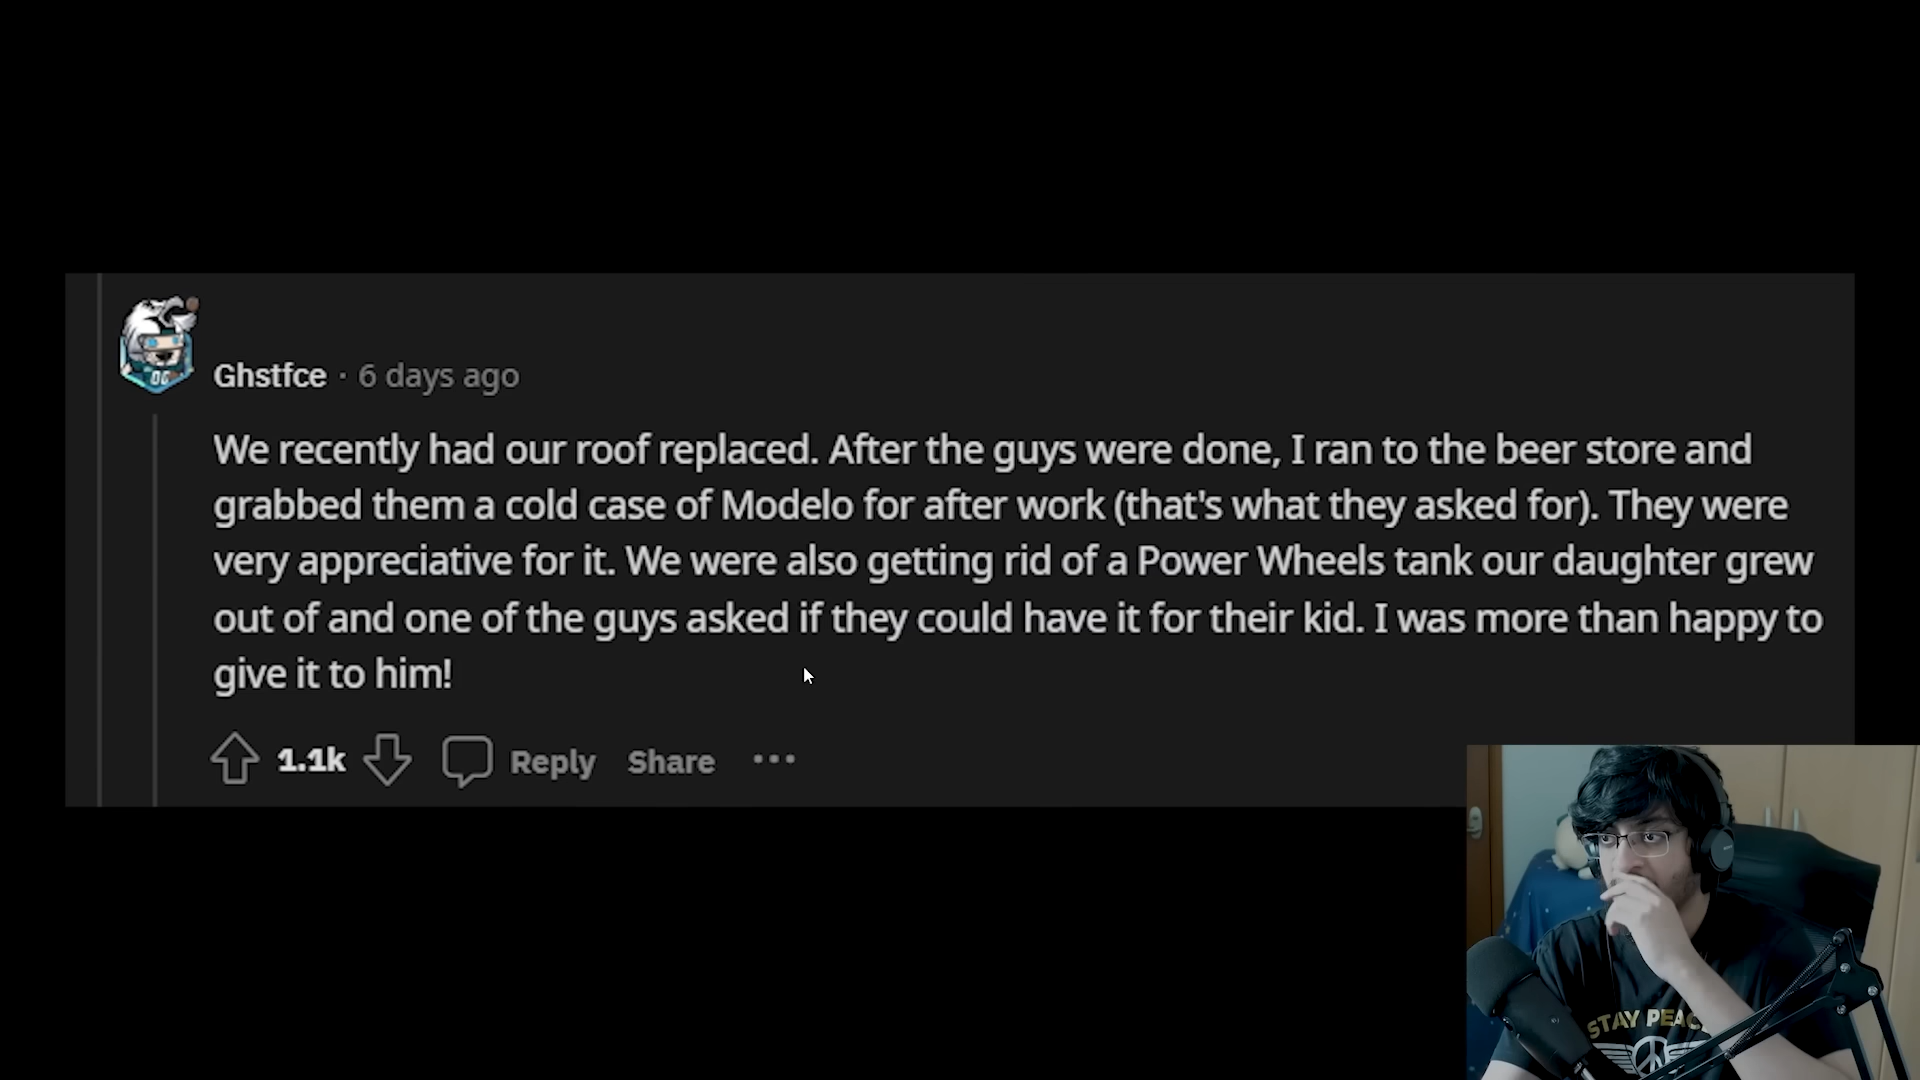 Ghstfce · 6 days ago
We recently had our roof replaced. After the guys were done, I ran to the beer store and
grabbed them a cold case of Modelo for after work (that's what they asked for). They were
very appreciative for it. We were also getting rid of a Power Wheels tank our daughter grew
out of and one of the guys asked if they could have it for their kid. I was more than happy to
give it to him!
1.1k Reply Share ...
STAY PEAC